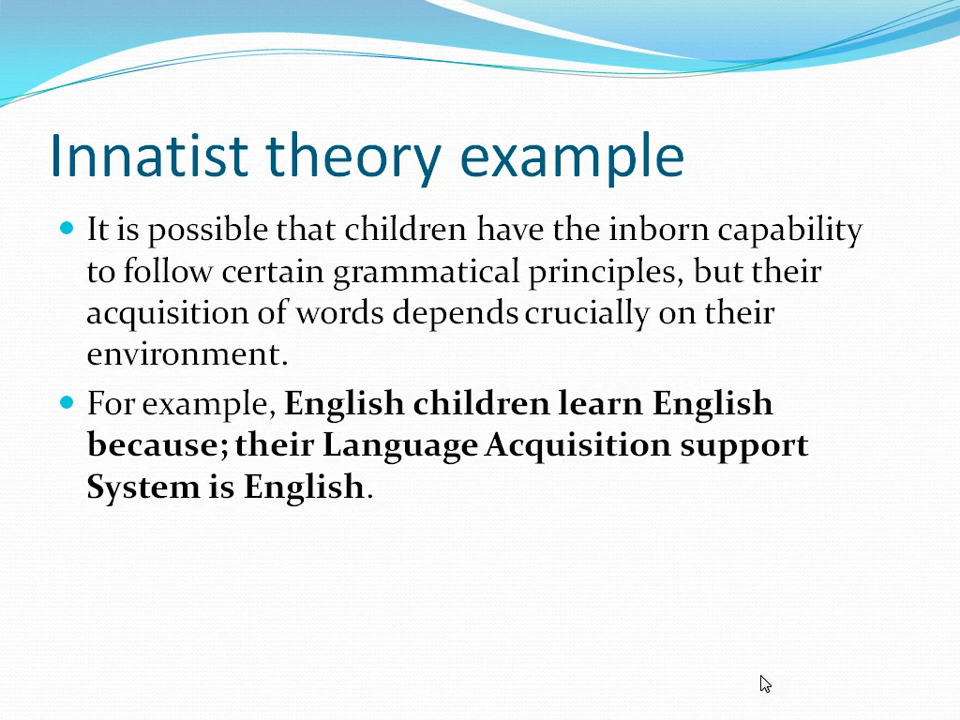 Innatist theory example
It is possible that children have the inborn capability
to follow certain grammatical principles, but their
acquisition of words depends crucially on their
environment.
For example, English children learn English
because; their Language Acquisition support
System is English.